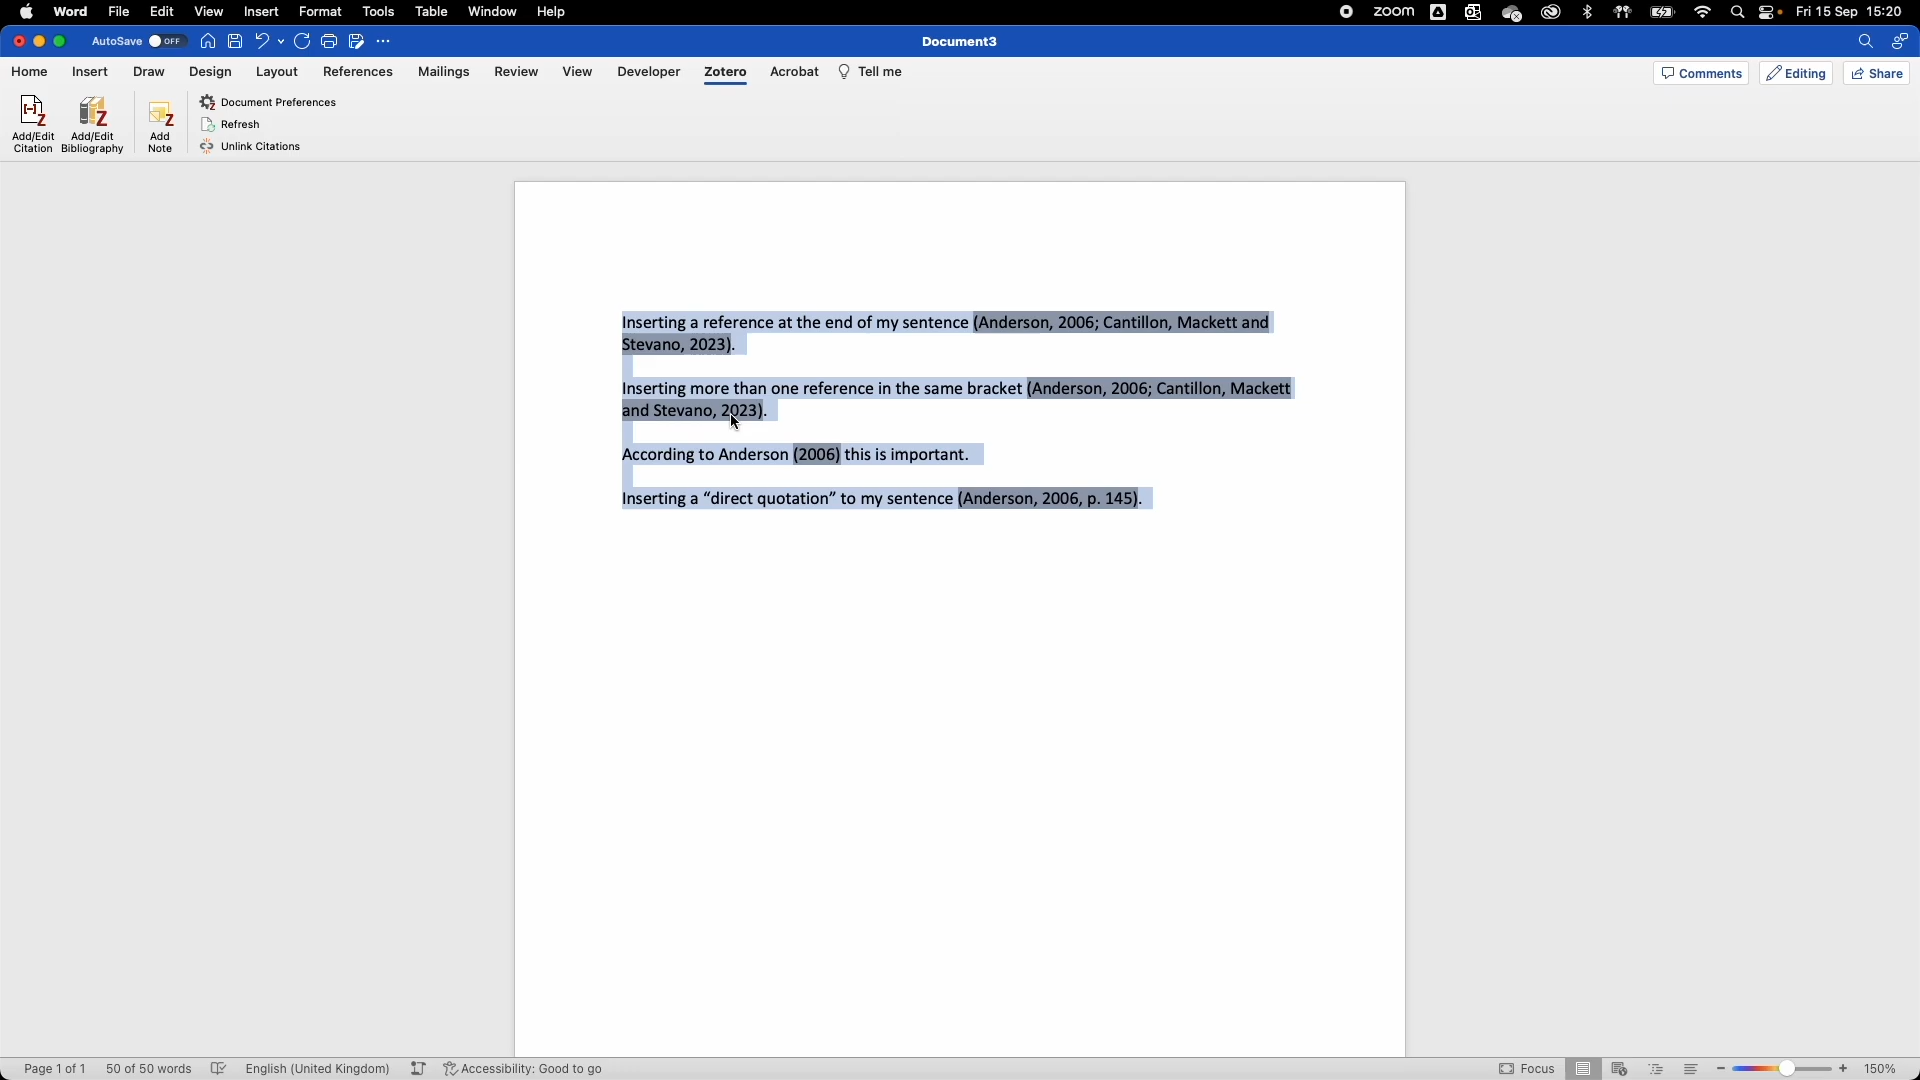 Word File Edit View Insert Format Tools Table Window Help zoom Fri 15 Sep 15:20
AutoSave OFF Document3
Home Insert Draw Design Layout References Mailings Review View Developer Zotero Acrobat Tell me Comments Editing Share
Add/Edit Citation
Add/Edit Bibliography
Add Note
Document Preferences
Refresh
Unlink Citations
Inserting a reference at the end of my sentence (Anderson, 2006; Cantillon, Mackett and
Stevano, 2023).
Inserting more than one reference in the same bracket (Anderson, 2006; Cantillon, Mackett
and Stevano, 2023).
According to Anderson (2006) this is important.
Inserting a “direct quotation” to my sentence (Anderson, 2006, p. 145).
Page 1 of 1 50 of 50 words English (United Kingdom) Accessibility: Good to go Focus 150%